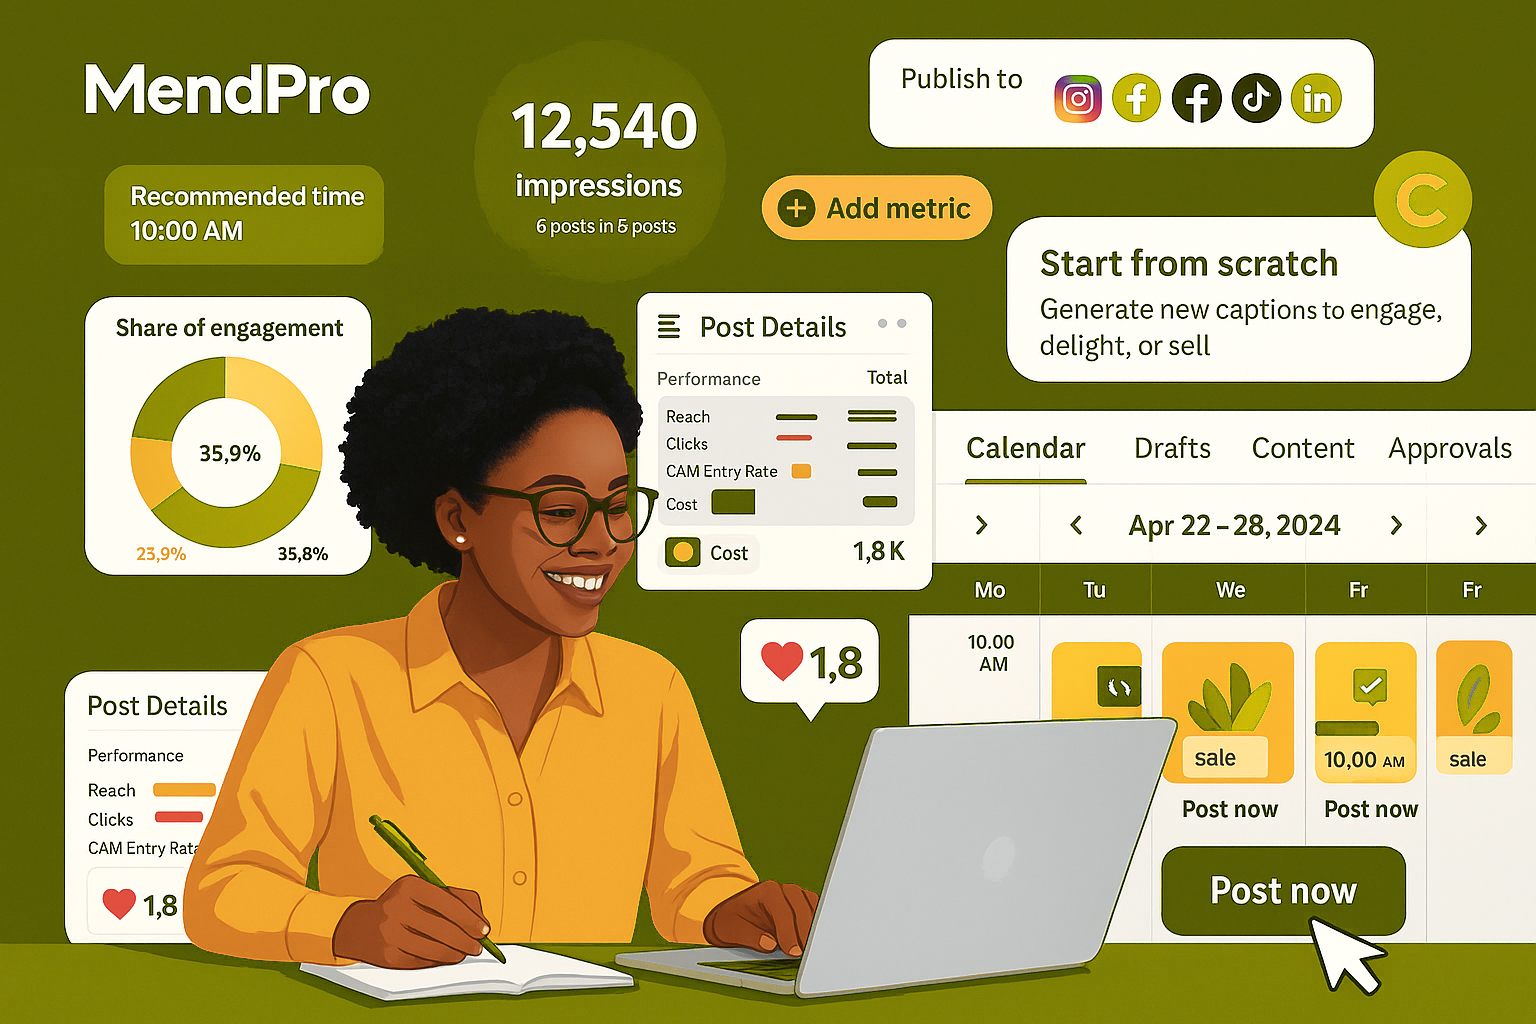 MendPro
12,540
impressions
6 posts in 5 posts
Publish to
Recommended time
10:00 AM
Add metric
C
Start from scratch
Generate new captions to engage,
delight, or sell
Share of engagement
35,9%
23,9%
35,8%
Post Details
Performance Total
Reach
Clicks
CAM Entry Rate
Cost
Cost 1,8 K
Calendar Drafts Content Approvals
Apr 22 – 28, 2024
Mo Tu We Fr Fr
10.00
AM
sale
10,00 AM
sale
Post now
Post now
Post now
1,8
Post Details
Performance
Reach
Clicks
CAM Entry Rata
1,8